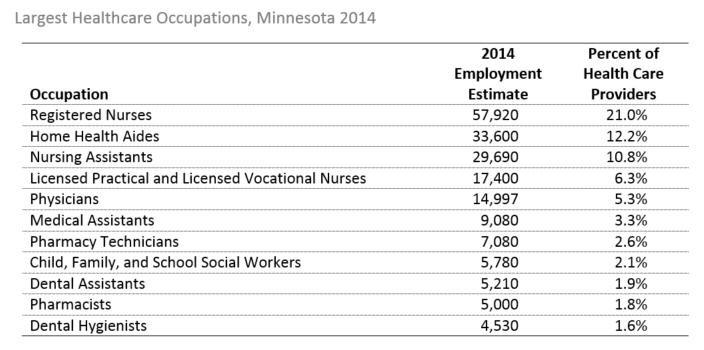 Largest Healthcare Occupations, Minnesota 2014
Occupation 2014 Employment Estimate Percent of Health Care Providers
Registered Nurses 57,920 21.0%
Home Health Aides 33,600 12.2%
Nursing Assistants 29,690 10.8%
Licensed Practical and Licensed Vocational Nurses 17,400 6.3%
Physicians 14,997 5.3%
Medical Assistants 9,080 3.3%
Pharmacy Technicians 7,080 2.6%
Child, Family, and School Social Workers 5,780 2.1%
Dental Assistants 5,210 1.9%
Pharmacists 5,000 1.8%
Dental Hygienists 4,530 1.6%